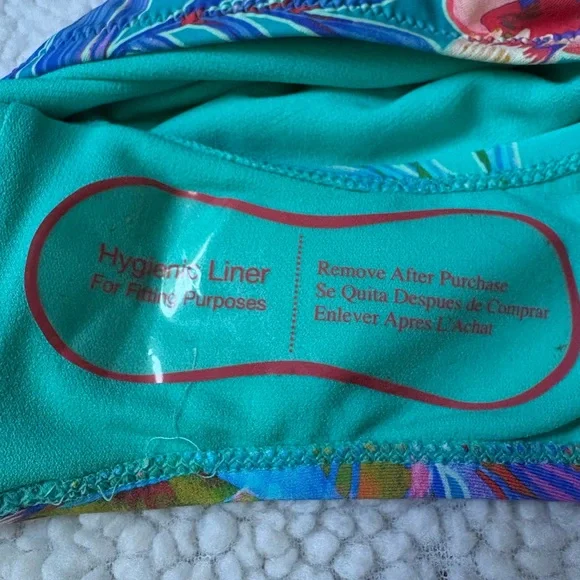 Hygienic Liner
For Fitting Purposes
Remove After Purchase
Se Quita Despues de Comprar
Enlever Apres L'Achat